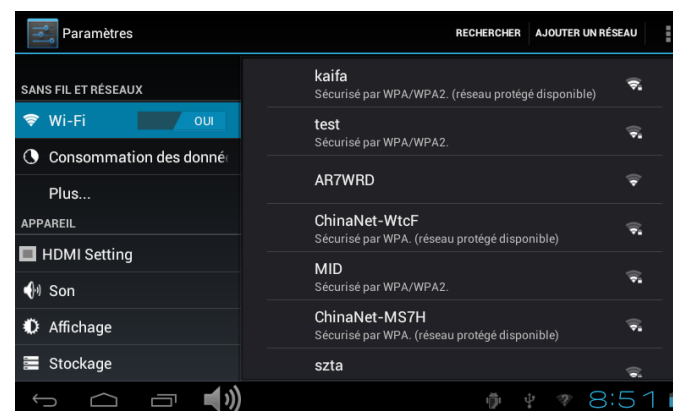 Paramètres
RECHERCHER
AJOUTER UN RÉSEAU
SANS FIL ET RÉSEAUX
Wi-Fi
OUI
Consommation des donné
Plus...
APPAREIL
HDMI Setting
Son
Affichage
Stockage
kaifa
Sécurisé par WPA/WPA2. (réseau protégé disponible)
test
Sécurisé par WPA/WPA2.
AR7WRD
ChinaNet-WtcF
Sécurisé par WPA. (réseau protégé disponible)
MID
Sécurisé par WPA/WPA2.
ChinaNet-MS7H
Sécurisé par WPA. (réseau protégé disponible)
szta
8:51